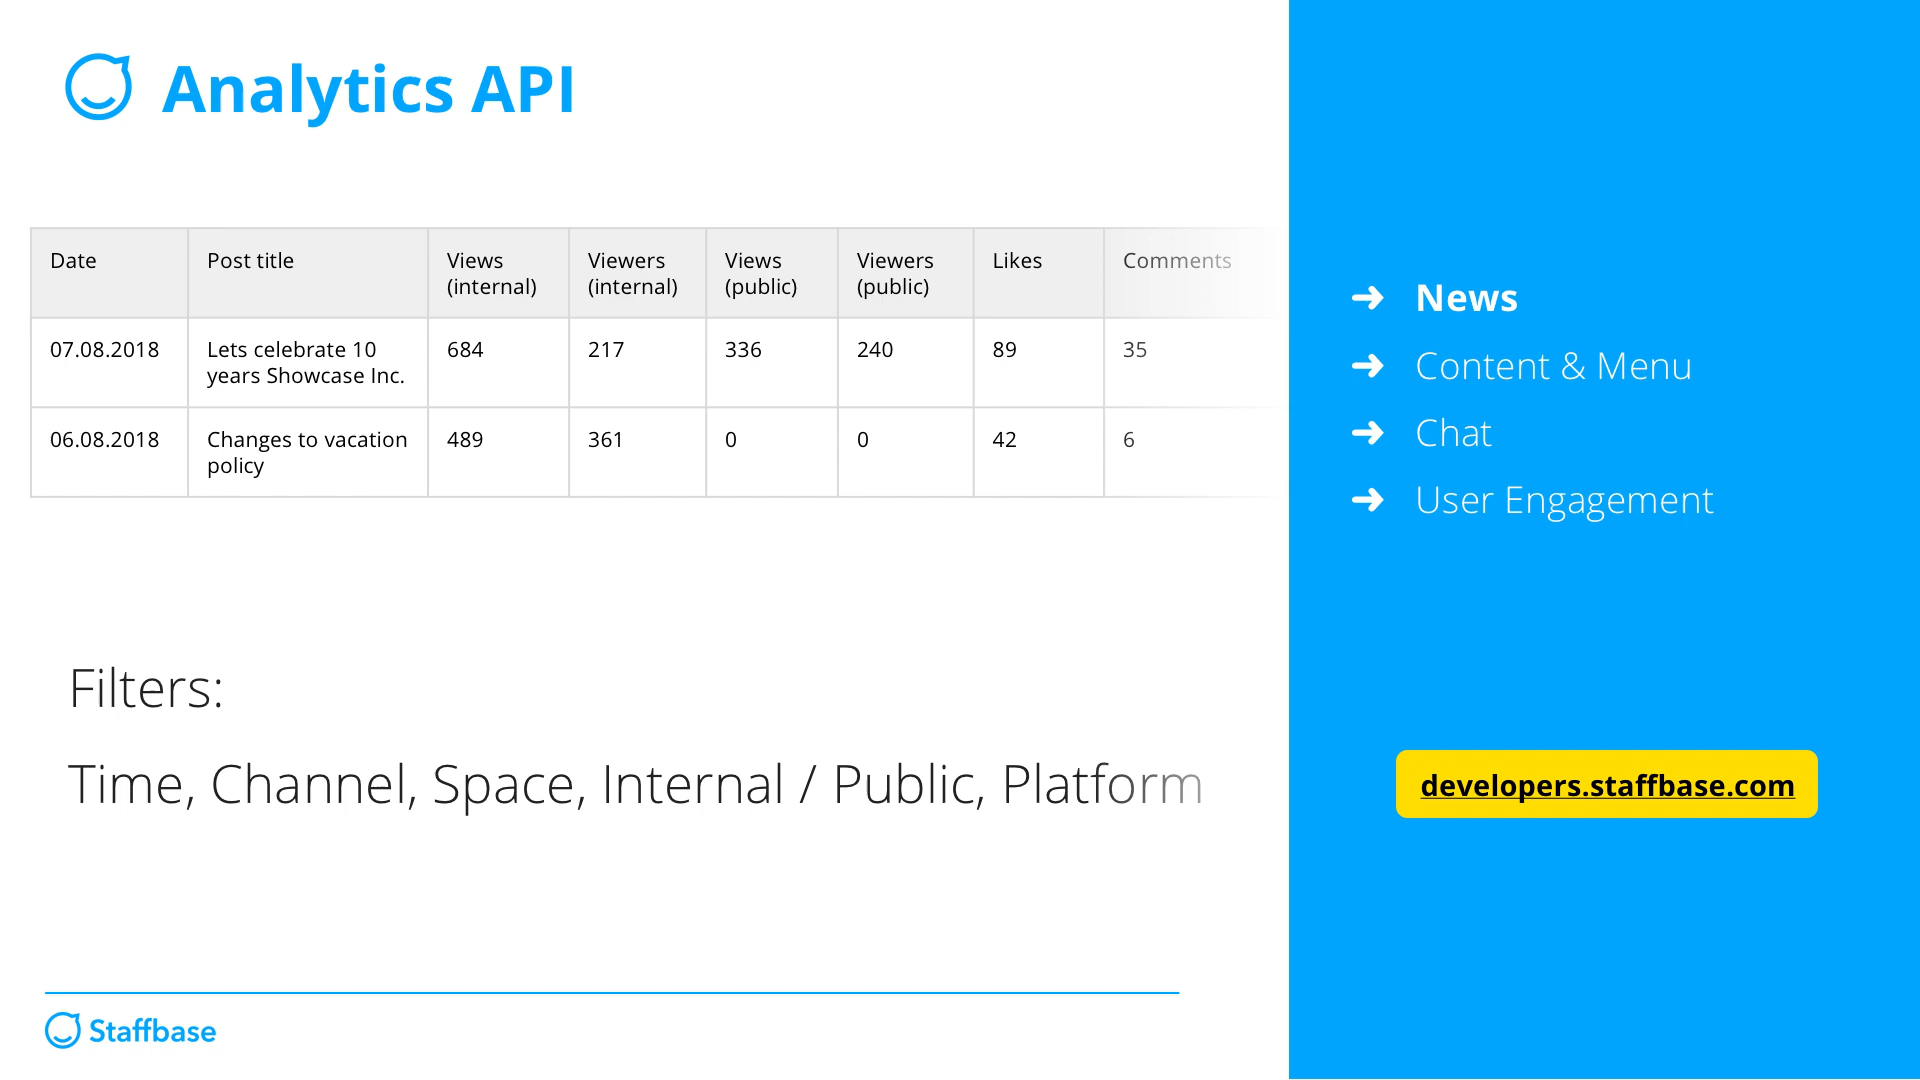 Analytics API
Date Post title Views (internal) Viewers (internal) Views (public) Viewers (public) Likes Comments
07.08.2018 Lets celebrate 10 years Showcase Inc. 684 217 336 240 89 35
06.08.2018 Changes to vacation policy 489 361 0 0 42 6
Filters:
Time, Channel, Space, Internal / Public, Platform
News
Content & Menu
Chat
User Engagement
developers.staffbase.com
Staffbase